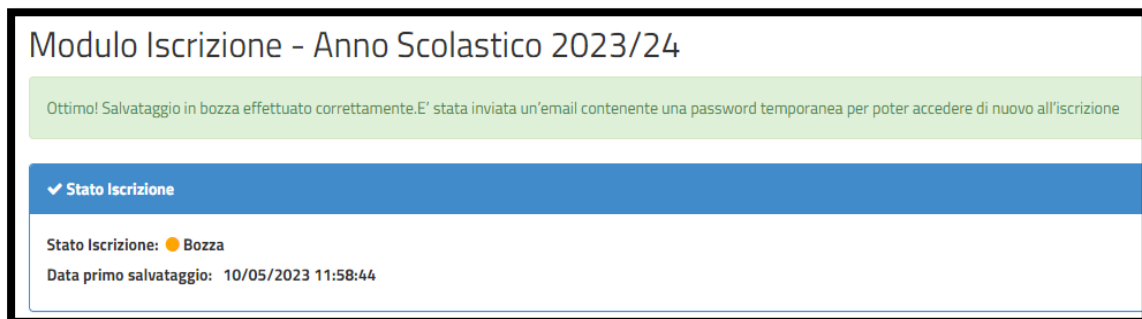 Modulo Iscrizione - Anno Scolastico 2023/24
Ottimo! Salvataggio in bozza effettuato correttamente.E' stata inviata un'email contenente una password temporanea per poter accedere di nuovo all'iscrizione
Stato Iscrizione
Stato Iscrizione: Bozza
Data primo salvataggio: 10/05/2023 11:58:44